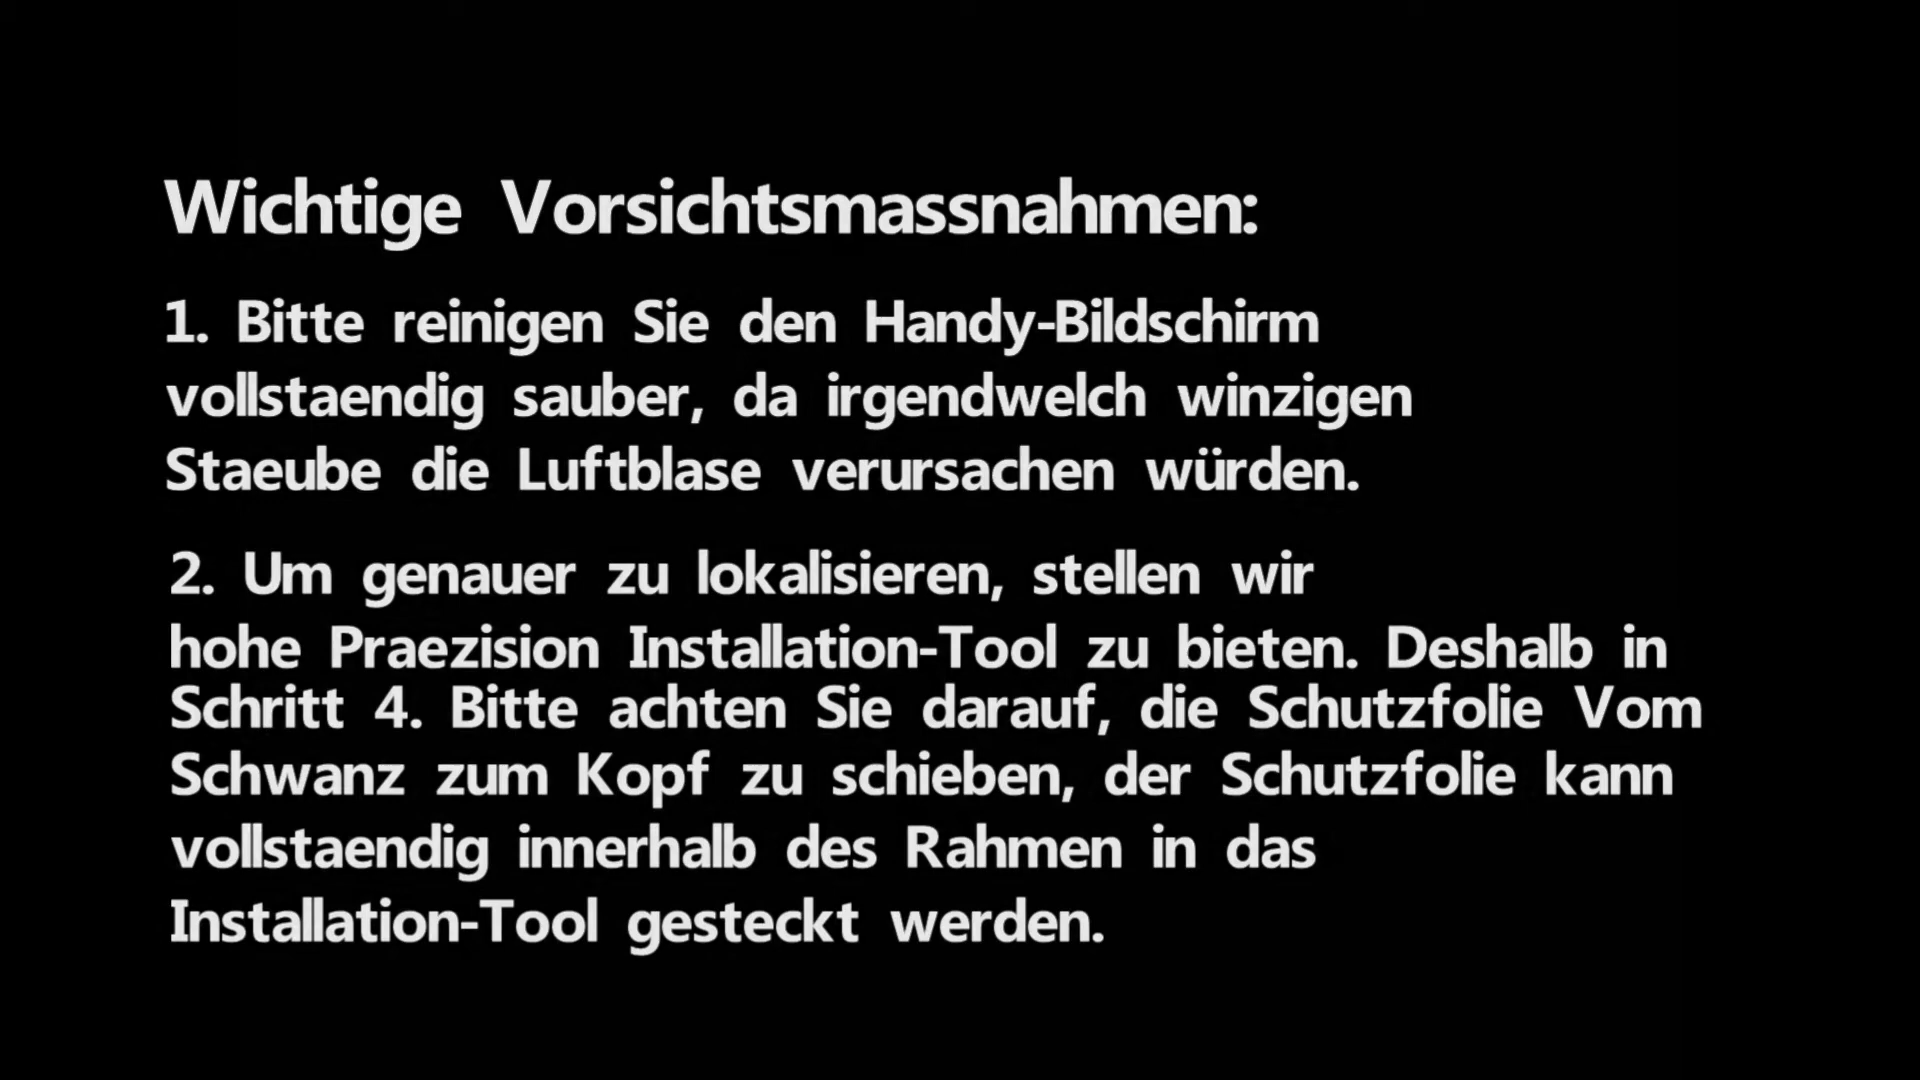 Wichtige Vorsichtsmassnahmen:
1. Bitte reinigen Sie den Handy-Bildschirm
vollstaendig sauber, da irgendwelch winzigen
Staeube die Luftblase verursachen würden.
2. Um genauer zu lokalisieren, stellen wir
hohe Praezision Installation-Tool zu bieten. Deshalb in
Schritt 4. Bitte achten Sie darauf, die Schutzfolie Vom
Schwanz zum Kopf zu schieben, der Schutzfolie kann
vollstaendig innerhalb des Rahmen in das
Installation-Tool gesteckt werden.